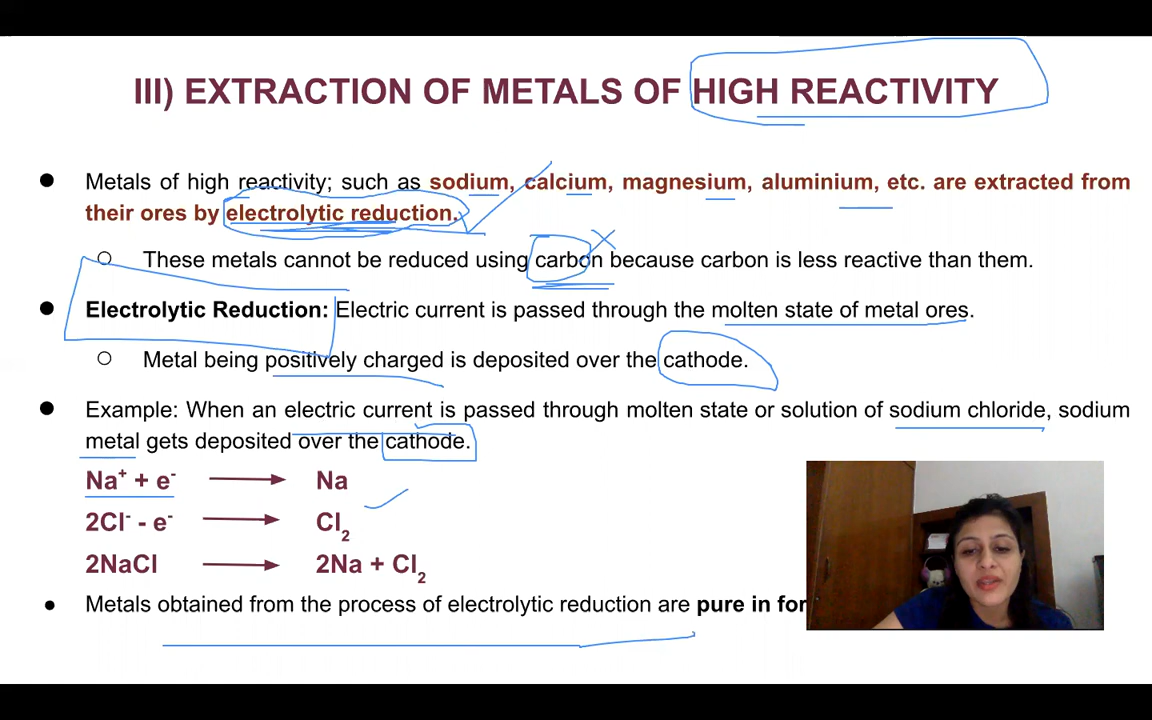 III) EXTRACTION OF METALS OF HIGH REACTIVITY
● Metals of high reactivity; such as sodium, calcium, magnesium, aluminium, etc. are extracted from
their ores by electrolytic reduction.
○ These metals cannot be reduced using carbon because carbon is less reactive than them.
● Electrolytic Reduction: Electric current is passed through the molten state of metal ores.
○ Metal being positively charged is deposited over the cathode.
● Example: When an electric current is passed through molten state or solution of sodium chloride, sodium
metal gets deposited over the cathode.
Na⁺ + e⁻ → Na
2Cl⁻ - e⁻ → Cl₂
2NaCl → 2Na + Cl₂
● Metals obtained from the process of electrolytic reduction are pure in for